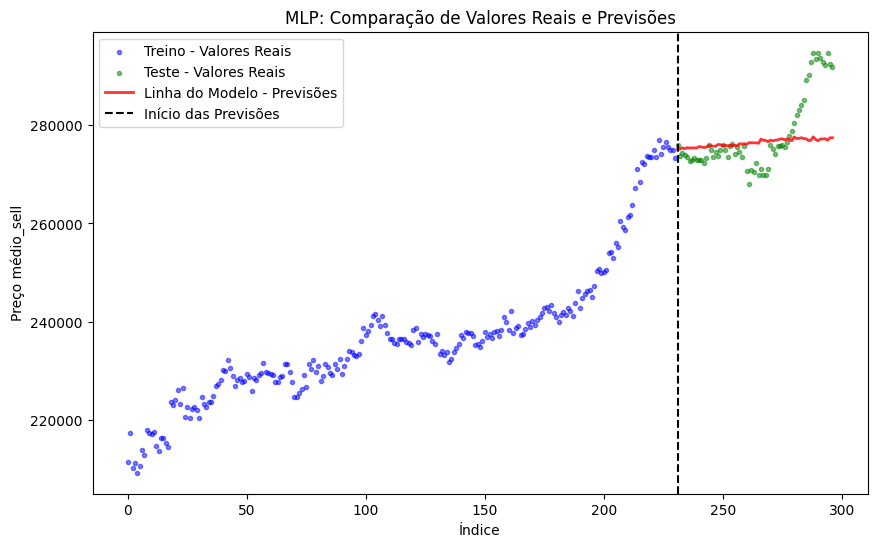 MLP: Comparação de Valores Reais e Previsões
Treino - Valores Reais
Teste - Valores Reais
Linha do Modelo - Previsões
Início das Previsões
Preço médio_sell
280000
260000
240000
220000
0
50
100
150
200
250
300
Índice